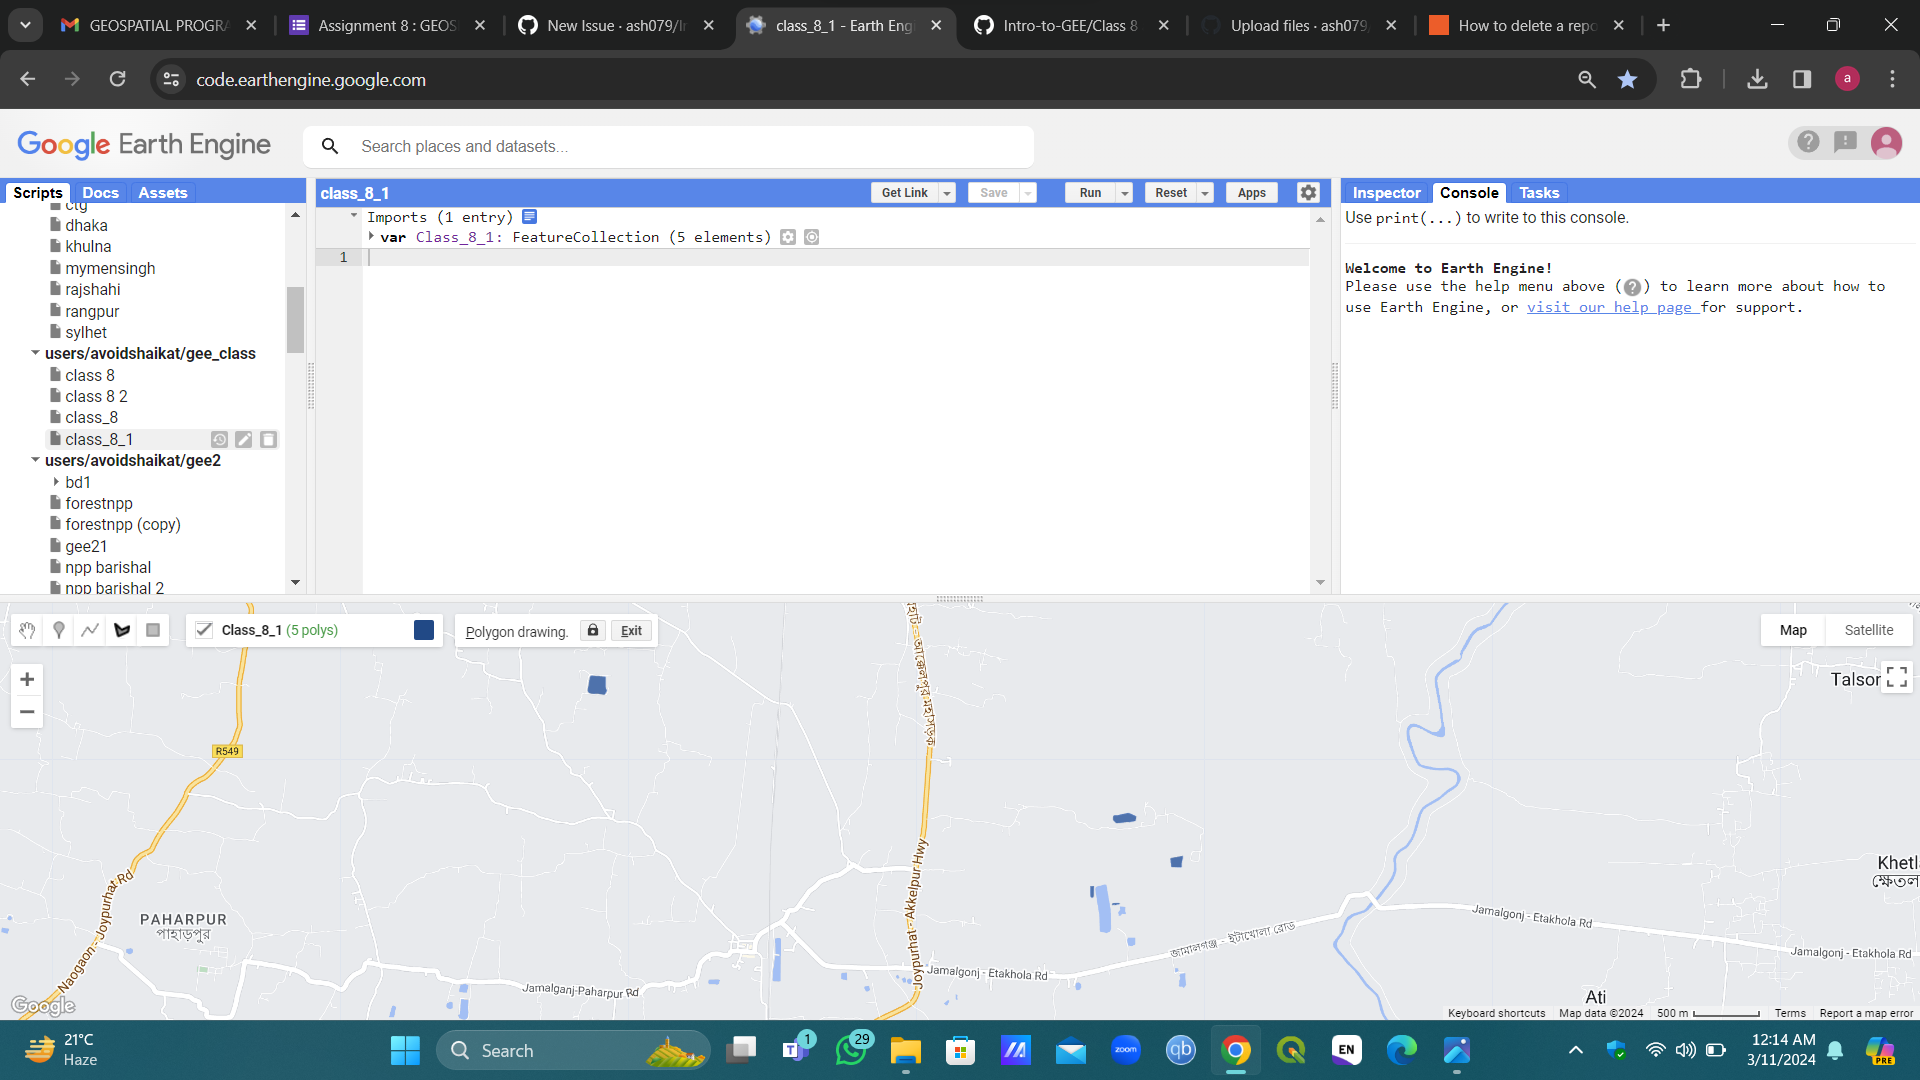 GEOSPATIAL PROGRA
Assignment 8 : GEOS
New Issue · ash079/I
class_8_1 - Earth Eng
Intro-to-GEE/Class 8
Upload files · ash079
How to delete a repo
code.earthengine.google.com
a
Google Earth Engine
Search places and datasets...
Scripts Docs Assets
ctg
dhaka
khulna
mymensingh
rajshahi
rangpur
sylhet
users/avoidshaikat/gee_class
class 8
class 8 2
class_8
class_8_1
users/avoidshaikat/gee2
bd1
forestnpp
forestnpp (copy)
gee21
npp barishal
npp barishal 2
class_8_1
Get Link Save Run Reset Apps
Imports (1 entry)
var Class_8_1: FeatureCollection (5 elements)
1
Inspector Console Tasks
Use print(...) to write to this console.
Welcome to Earth Engine!
Please use the help menu above (?) to learn more about how to
use Earth Engine, or visit our help page for support.
Class_8_1 (5 polys)
Polygon drawing. Exit
Map Satellite
Talsor
R549
Khetl
ক্ষেতল
PAHARPUR
পাহাড়পুর
Naogaon - Joypurhat Rd
Joypurhat - Akkelpur Hwy
Jamalgonj - Etakhola Rd
জামালগঞ্জ - ইটাখোলা রোড
Jamalgonj - Etakhola Rd
Jamalgonj - Etakhola Rd
Jamalganj-Paharpur Rd
Ati
Google
Keyboard shortcuts Map data ©2024 500 m Terms Report a map error
21°C
Haze
Search
1
29
zoom
qb
EN
12:14 AM
3/11/2024
PRE